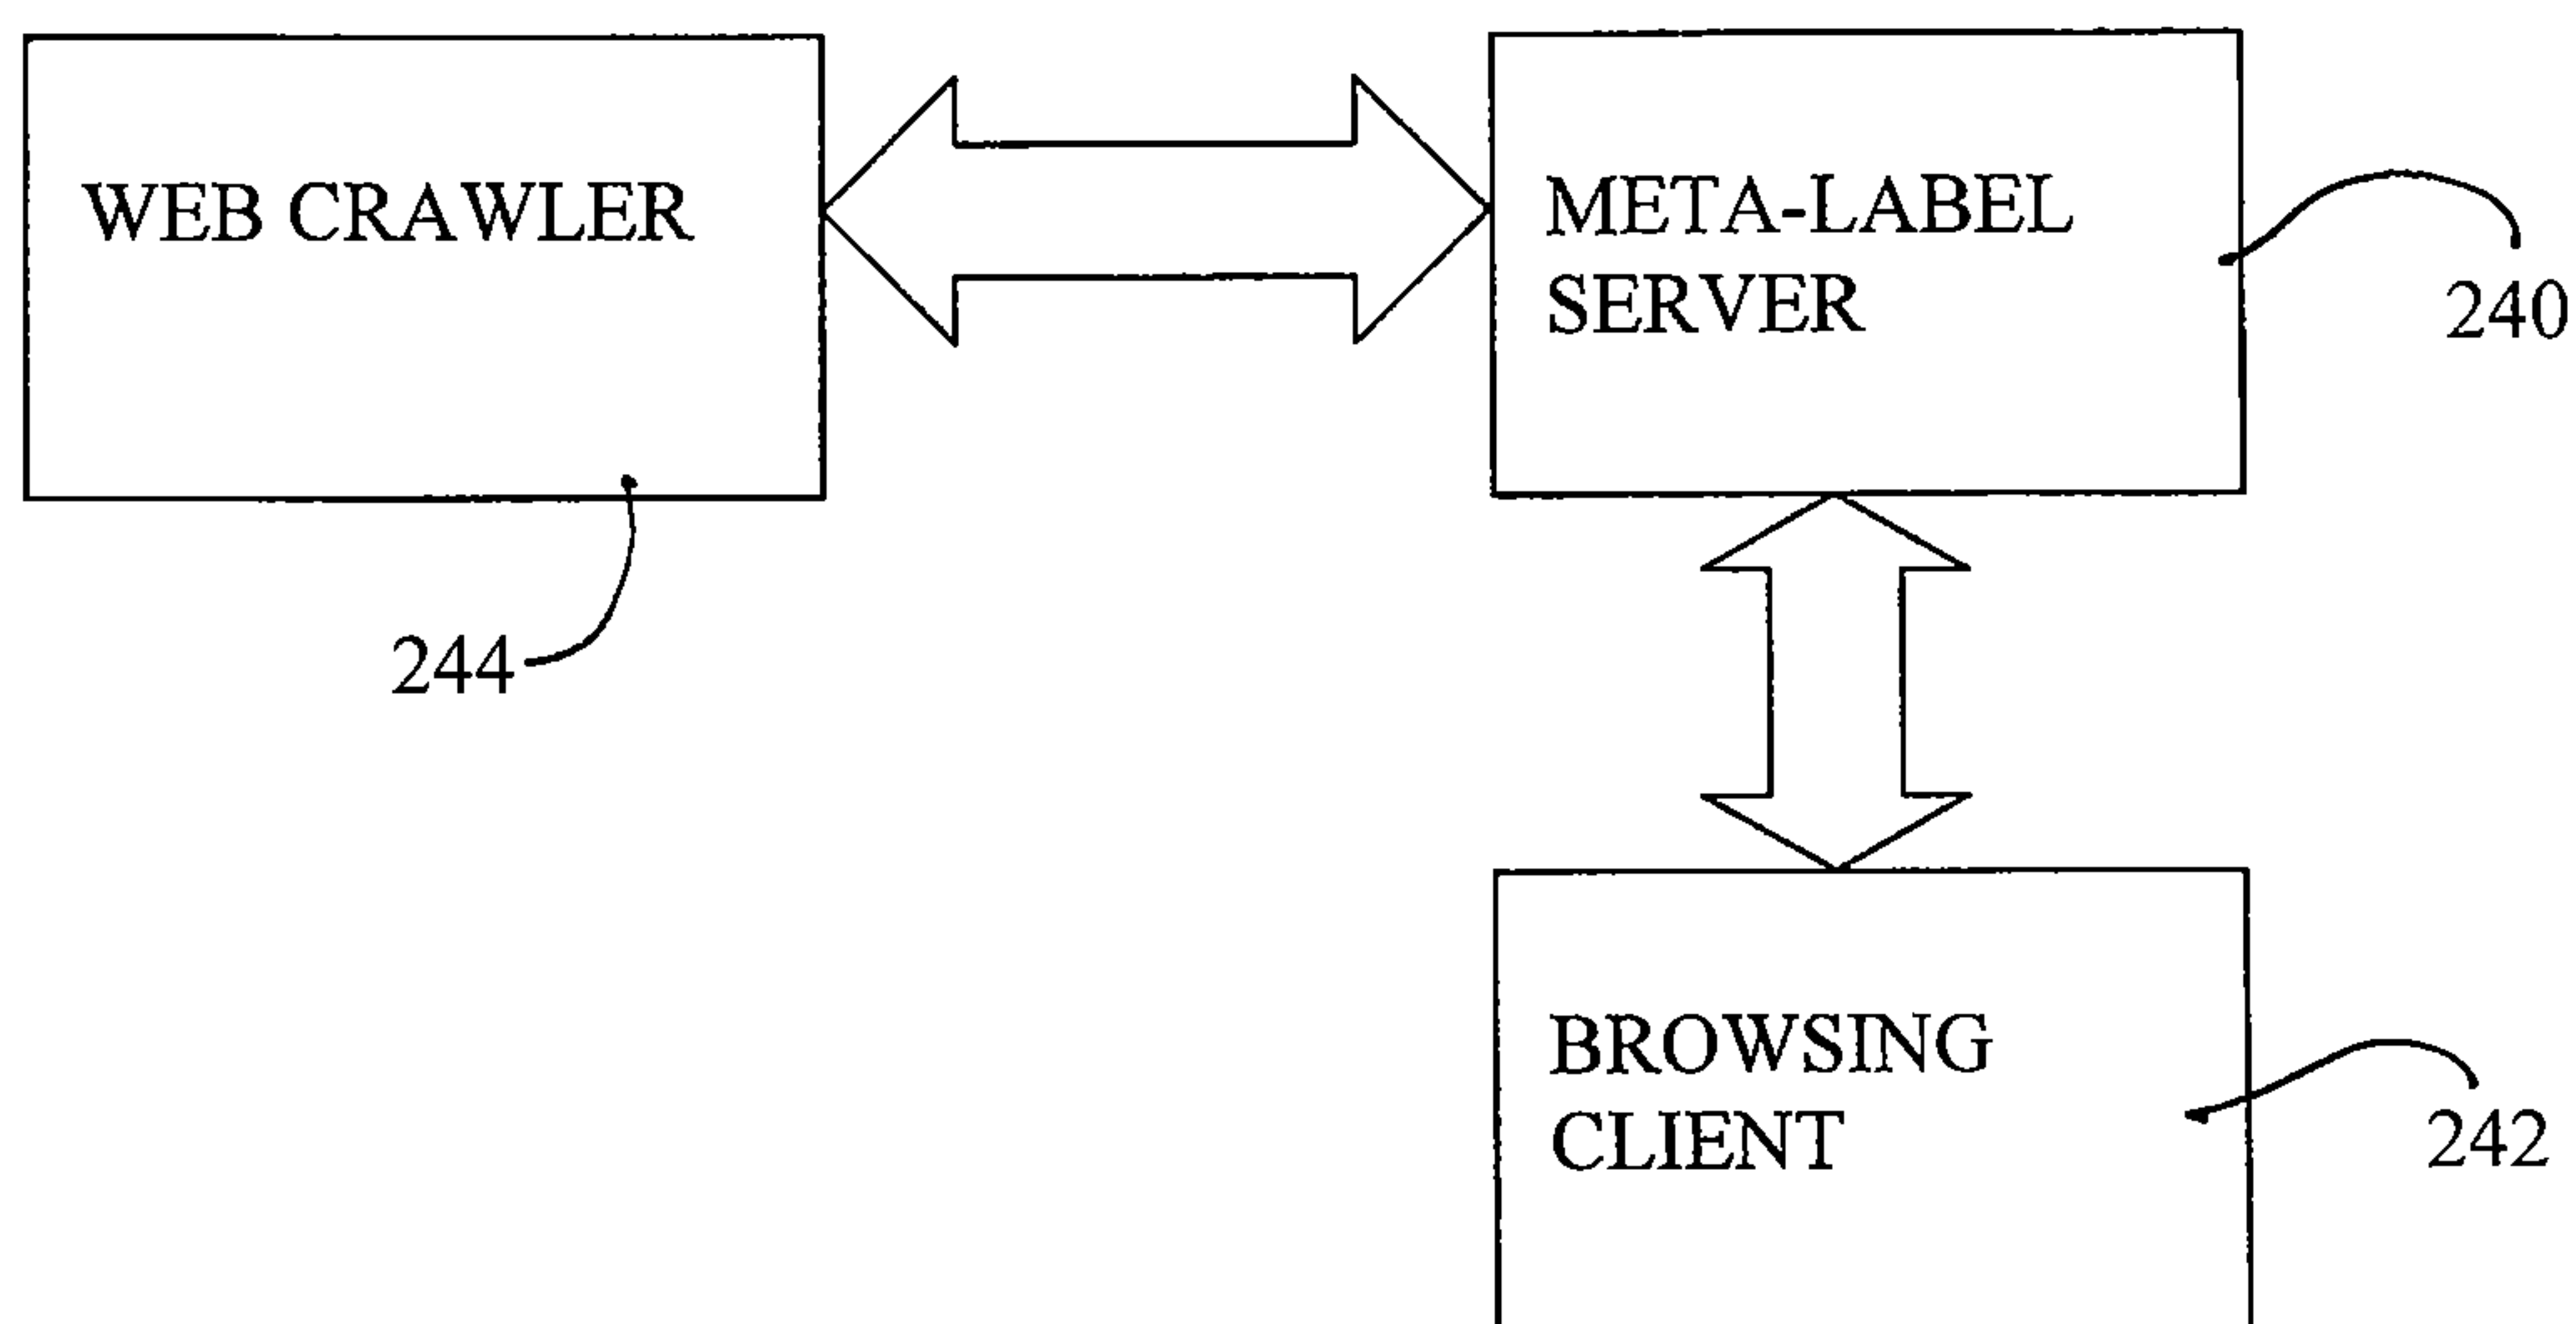 WEB CRAWLER
META-LABEL
SERVER
240
244
BROWSING
CLIENT
242